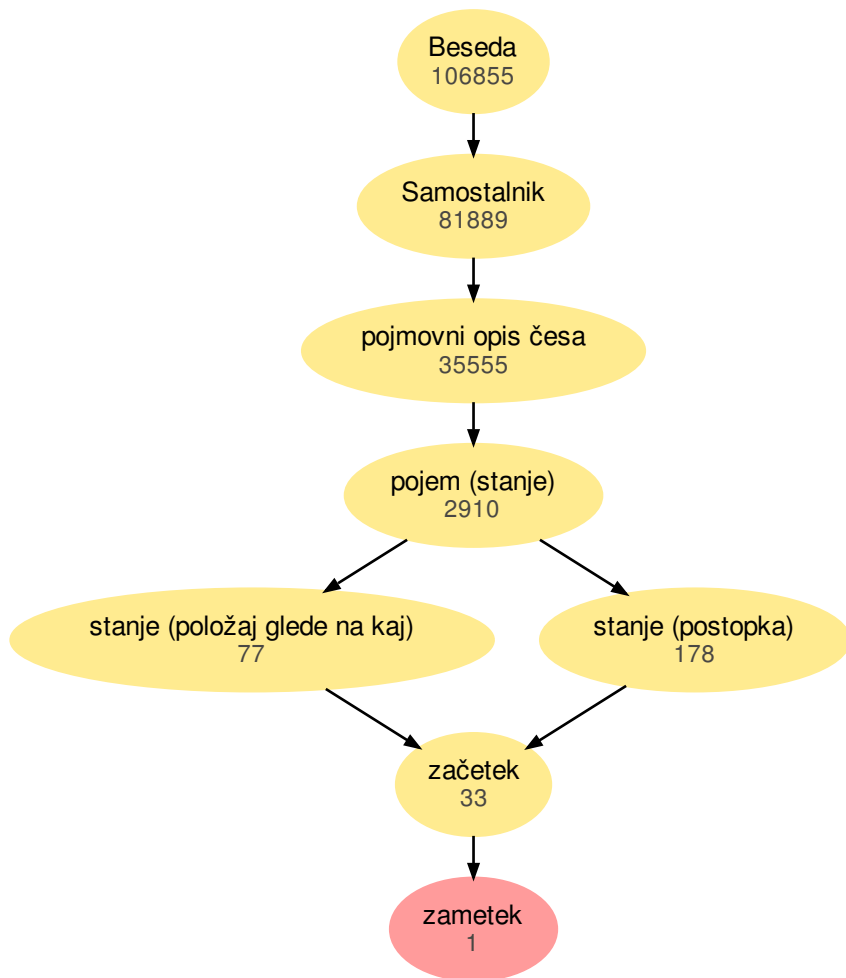 Beseda
106855
Samostalnik
81889
pojmovni opis česa
35555
pojem (stanje)
2910
stanje (položaj glede na kaj)
77
stanje (postopka)
178
začetek
33
zametek
1